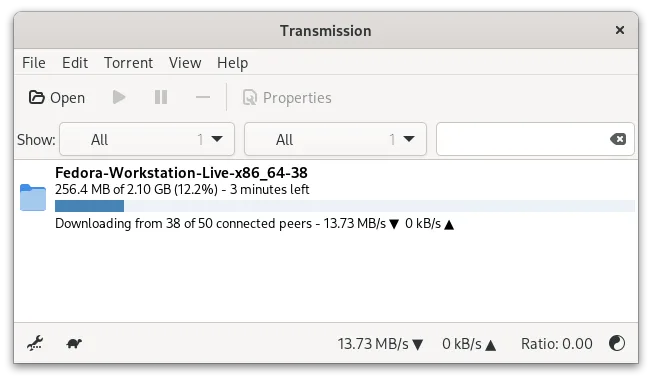 Transmission
File Edit Torrent View Help
Open Properties
Show: All 1 All 1
Fedora-Workstation-Live-x86_64-38
256.4 MB of 2.10 GB (12.2%) - 3 minutes left
Downloading from 38 of 50 connected peers - 13.73 MB/s ▼ 0 kB/s ▲
13.73 MB/s ▼ 0 kB/s ▲ Ratio: 0.00